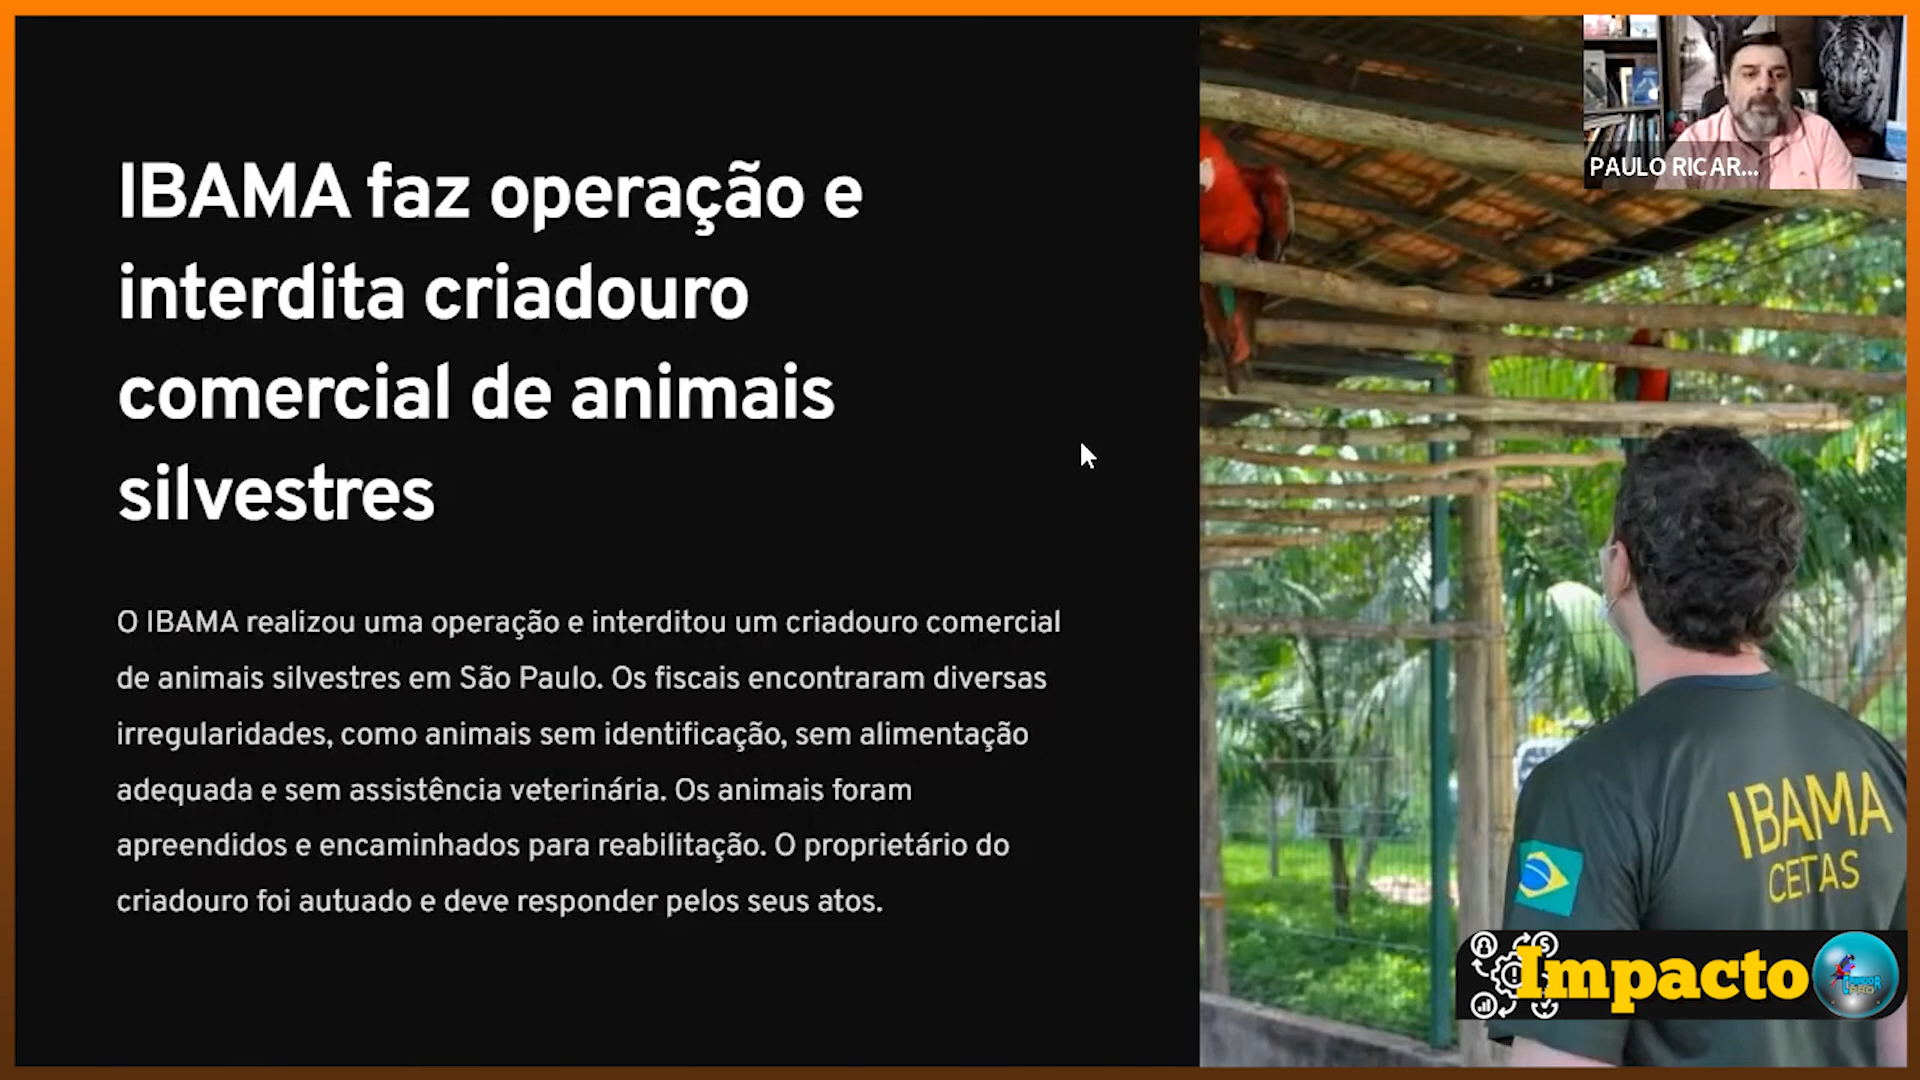 IBAMA faz operação e
interdita criadouro
comercial de animais
silvestres
O IBAMA realizou uma operação e interditou um criadouro comercial
de animais silvestres em São Paulo. Os fiscais encontraram diversas
irregularidades, como animais sem identificação, sem alimentação
adequada e sem assistência veterinária. Os animais foram
apreendidos e encaminhados para reabilitação. O proprietário do
criadouro foi autuado e deve responder pelos seus atos.
PAULO RICAR...
IBAMA
CETAS
Impacto
CRIADOR
PRO